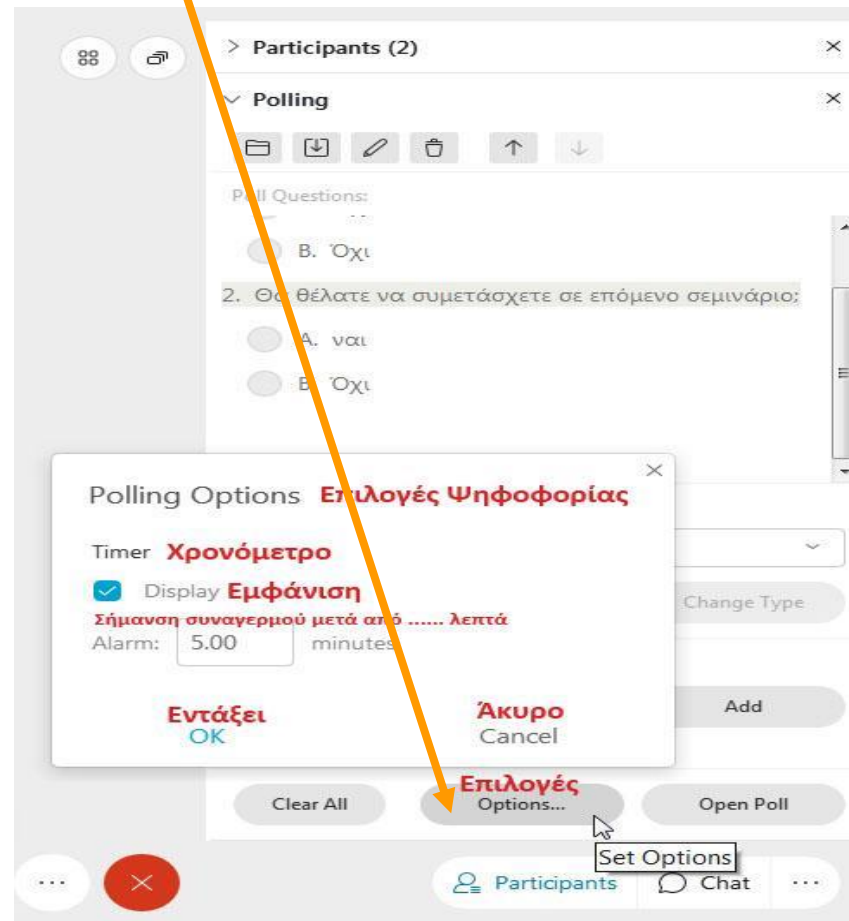 Participants (2)
Polling
Poll Questions:
B. Όχι
2. Θα θέλατε να συμετάσχετε σε επόμενο σεμινάριο;
A. ναι
B. Όχι
Polling Options Επιλογές Ψηφοφορίας
Timer Χρονόμετρο
Display Εμφάνιση
Σήμανση συναγερμού μετά από ...... λεπτά
Alarm: 5.00 minutes
Change Type
Εντάξει Άκυρο
OK Cancel
Add
Επιλογές
Clear All Options... Open Poll
Set Options
... Participants Chat ...